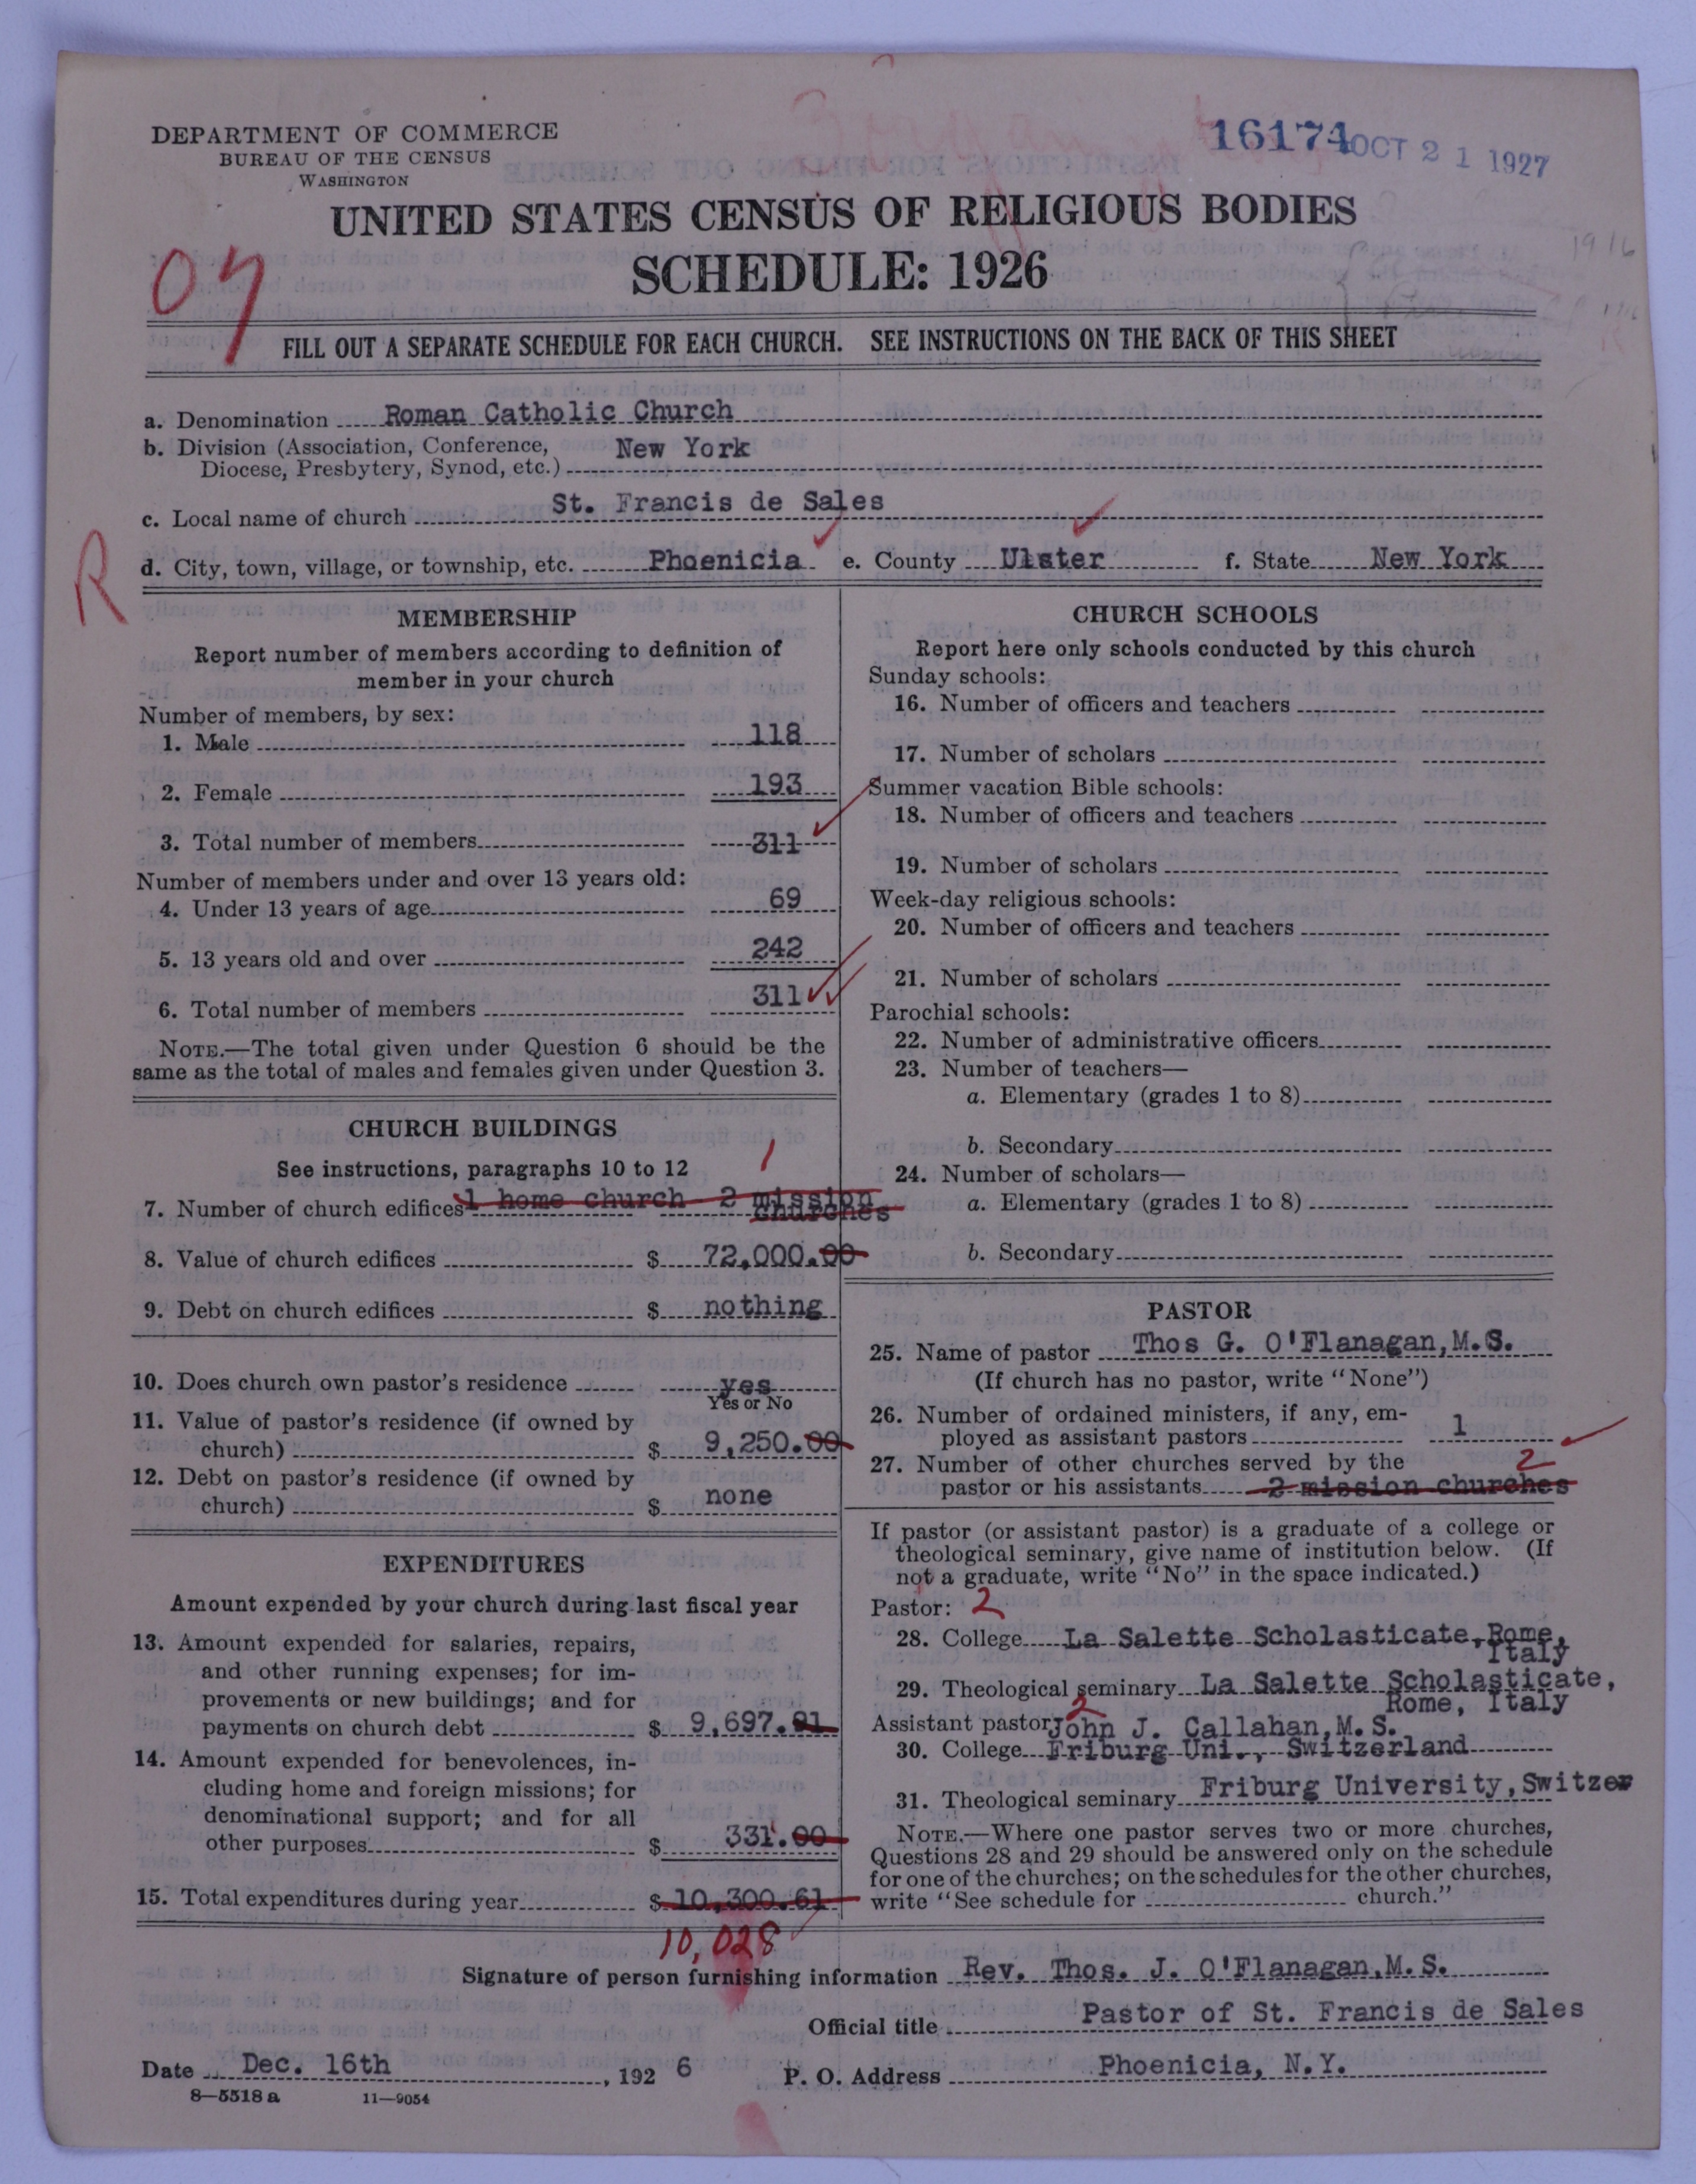 DEPARTMENT OF COMMERCE
BUREAU OF THE CENSUS
WASHINGTON
16174 OCT 21 1927
UNITED STATES CENSUS OF RELIGIOUS BODIES
SCHEDULE: 1926
1916
07
FILL OUT A SEPARATE SCHEDULE FOR EACH CHURCH. SEE INSTRUCTIONS ON THE BACK OF THIS SHEET
a. Denomination Roman Catholic Church
b. Division (Association, Conference, New York
Diocese, Presbytery, Synod, etc.)
c. Local name of church St. Francis de Sales
R
d. City, town, village, or township, etc. Phoenicia e. County Ulster f. State New York
MEMBERSHIP
Report number of members according to definition of
member in your church
Number of members, by sex:
1. Male 118
2. Female 193
3. Total number of members 311
Number of members under and over 13 years old:
4. Under 13 years of age 69
5. 13 years old and over 242
6. Total number of members 311
NOTE.—The total given under Question 6 should be the
same as the total of males and females given under Question 3.
CHURCH BUILDINGS
See instructions, paragraphs 10 to 12
1
7. Number of church edifices 1 home church 2 mission
churches
8. Value of church edifices $ 72,000.00
9. Debt on church edifices $ nothing
10. Does church own pastor's residence yes
Yes or No
11. Value of pastor's residence (if owned by
church) $ 9,250.00
12. Debt on pastor's residence (if owned by
church) $ none
EXPENDITURES
Amount expended by your church during last fiscal year
13. Amount expended for salaries, repairs,
and other running expenses; for im-
provements or new buildings; and for
payments on church debt $ 9,697.91
14. Amount expended for benevolences, in-
cluding home and foreign missions; for
denominational support; and for all
other purposes $ 331.00
15. Total expenditures during year $ 10,300.61
10,028
CHURCH SCHOOLS
Report here only schools conducted by this church
Sunday schools:
16. Number of officers and teachers
17. Number of scholars
Summer vacation Bible schools:
18. Number of officers and teachers
19. Number of scholars
Week-day religious schools:
20. Number of officers and teachers
21. Number of scholars
Parochial schools:
22. Number of administrative officers
23. Number of teachers—
a. Elementary (grades 1 to 8)
b. Secondary
24. Number of scholars—
a. Elementary (grades 1 to 8)
b. Secondary
PASTOR
25. Name of pastor Thos G. O'Flanagan, M.S.
(If church has no pastor, write "None")
26. Number of ordained ministers, if any, em-
ployed as assistant pastors 1
27. Number of other churches served by the 2
pastor or his assistants 2 mission churches
If pastor (or assistant pastor) is a graduate of a college or
theological seminary, give name of institution below. (If
not a graduate, write "No" in the space indicated.)
Pastor: 2
28. College La Salette Scholasticate, Rome,
Italy
29. Theological seminary La Salette Scholasticate,
Rome, Italy
2
Assistant pastor John J. Callahan, M.S.
30. College Friburg Uni., Switzerland
31. Theological seminary Friburg University, Switzer
NOTE.—Where one pastor serves two or more churches,
Questions 28 and 29 should be answered only on the schedule
for one of the churches; on the schedules for the other churches,
write "See schedule for church."
Signature of person furnishing information Rev. Thos. J. O'Flanagan, M.S.
Official title Pastor of St. Francis de Sales
Date Dec. 16th, 192 6 P. O. Address Phoenicia, N.Y.
8—5518 a 11—9054